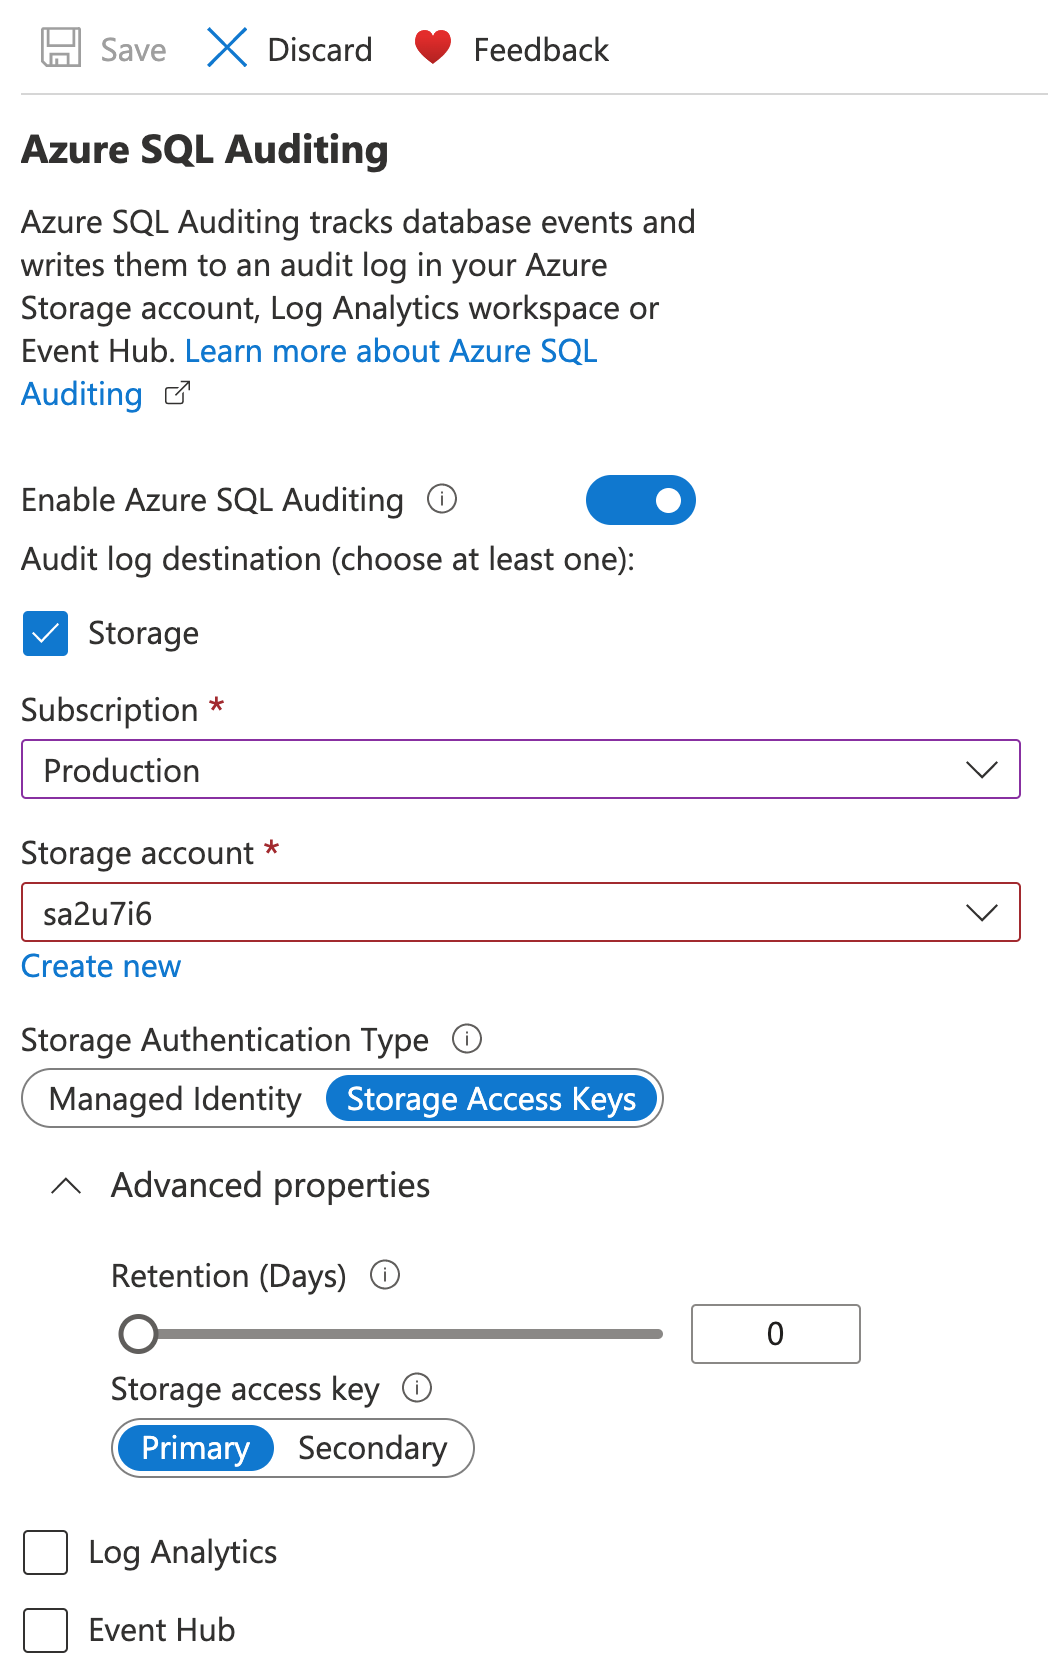 Save Discard Feedback
Azure SQL Auditing
Azure SQL Auditing tracks database events and
writes them to an audit log in your Azure
Storage account, Log Analytics workspace or
Event Hub. Learn more about Azure SQL
Auditing
Enable Azure SQL Auditing
Audit log destination (choose at least one):
Storage
Subscription *
Production
Storage account *
sa2u7i6
Create new
Storage Authentication Type
Managed Identity Storage Access Keys
Advanced properties
Retention (Days)
0
Storage access key
Primary Secondary
Log Analytics
Event Hub